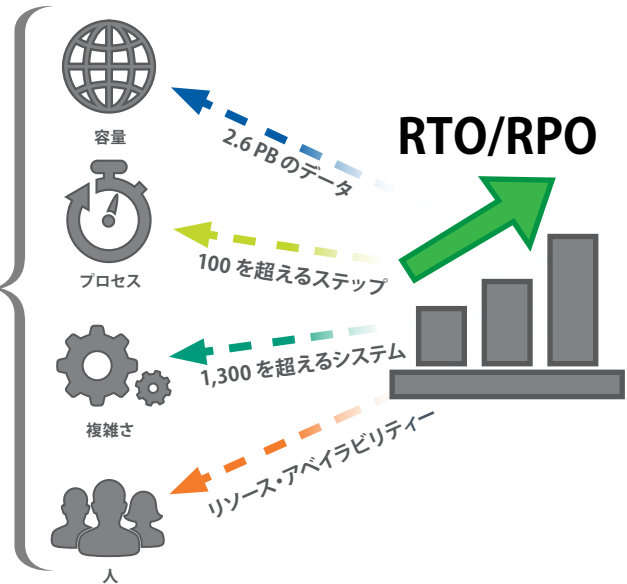 容量
2.6 PB のデータ
RTO/RPO
プロセス
100 を超えるステップ
複雑さ
1,300 を超えるシステム
人
リソース・アベイラビリティー